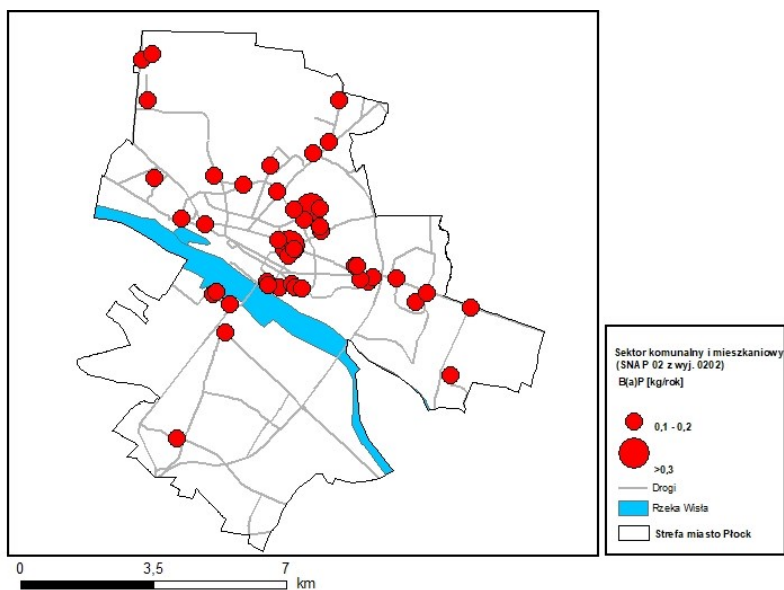 Sektor komunalny i mieszkaniowy
(SNAP 02 z wyj. 0202)
B(a)P [kg/rok]
0,1 - 0,2
>0,3
Drogi
Rzeka Wisła
Strefa miasto Płock
0 3,5 7
km